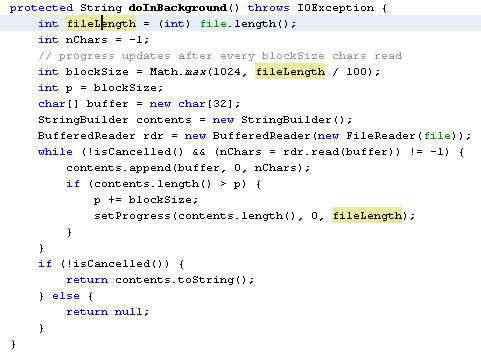 protected String doInBackground() throws IOException {
    int fileLength = (int) file.length();
    int nChars = -1;
    // progress updates after every blockSize chars read
    int blockSize = Math.max(1024, fileLength / 100);
    int p = blockSize;
    char[] buffer = new char[32];
    StringBuilder contents = new StringBuilder();
    BufferedReader rdr = new BufferedReader(new FileReader(file));
    while (!isCancelled() && (nChars = rdr.read(buffer)) != -1) {
        contents.append(buffer, 0, nChars);
        if (contents.length() > p) {
            p += blockSize;
            setProgress(contents.length(), 0, fileLength);
        }
    }
    if (!isCancelled()) {
        return contents.toString();
    } else {
        return null;
    }
}